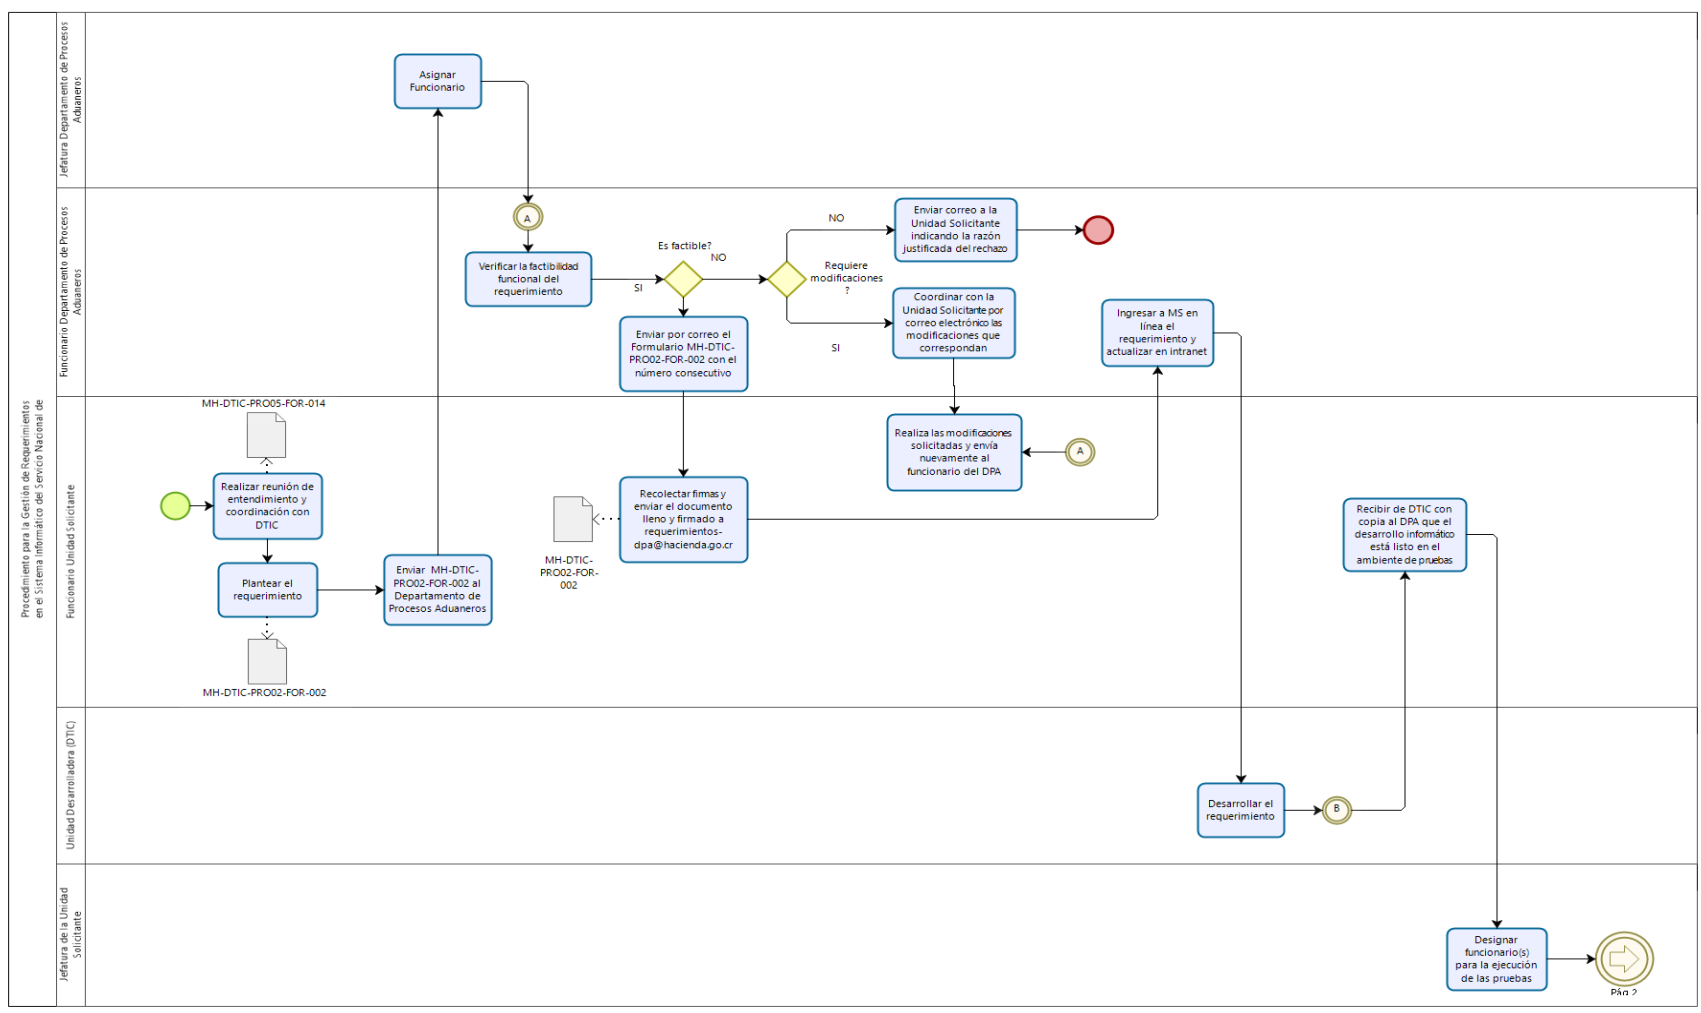 Procedimiento para la Gestión de Requerimientos
en el Sistema Informático del Servicio Nacional de
Jefatura Departamento de Procesos
Aduaneros
Asignar
Funcionario
Funcionario Departamento de Procesos
Aduaneros
A
Verificar la factibilidad
funcional del
requerimiento
SI
Es factible?
NO
Enviar por correo el
Formulario MH-DTIC-
PRO02-FOR-002 con el
número consecutivo
Requiere
modificaciones
?
NO
SI
Enviar correo a la
Unidad Solicitante
indicando la razón
justificada del rechazo
Coordinar con la
Unidad Solicitante por
correo electrónico las
modificaciones que
correspondan
Ingresar a MS en
línea el
requerimiento y
actualizar en intranet
Funcionario Unidad Solicitante
MH-DTIC-PRO05-FOR-014
Realizar reunión de
entendimiento y
coordinación con
DTIC
Plantear el
requerimiento
MH-DTIC-PRO02-FOR-002
Enviar MH-DTIC-
PRO02-FOR-002 al
Departamento de
Procesos Aduaneros
MH-DTIC-
PRO02-FOR-
002
Recolectar firmas y
enviar el documento
lleno y firmado a
requerimientos-
dpa@hacienda.go.cr
Realiza las modificaciones
solicitadas y envía
nuevamente al
funcionario del DPA
A
Recibir de DTIC con
copia al DPA que el
desarrollo informático
está listo en el
ambiente de pruebas
Unidad Desarrolladora (DTIC)
Desarrollar el
requerimiento
B
Jefatura de la Unidad
Solicitante
Designar
funcionario(s)
para la ejecución
de las pruebas
Pág 2